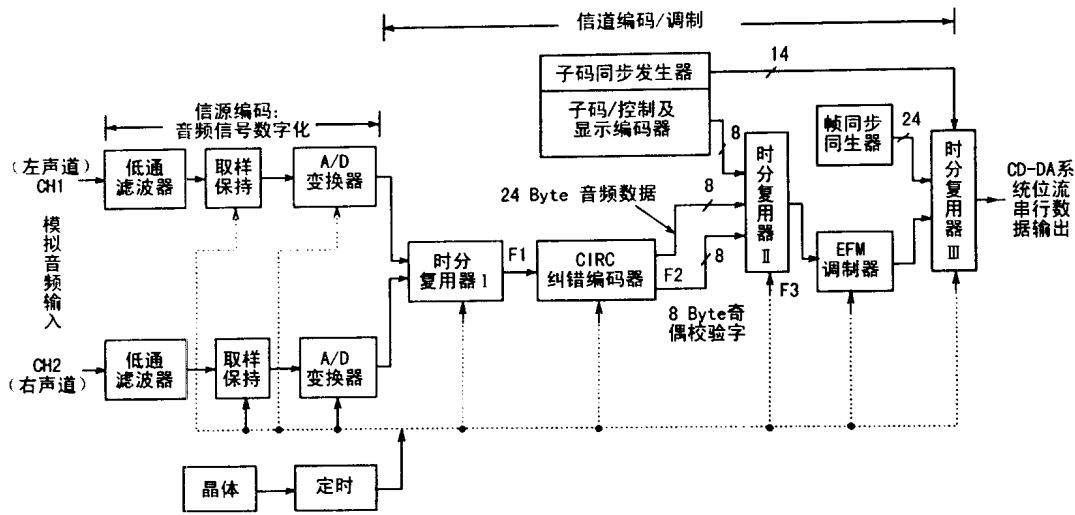 信道编码/调制
子码同步发生器
14
子码/控制及
显示编码器
信源编码:
音频信号数字化
8
帧同步
同生器
24
(左声道)
CH1
低通
滤波器
取样
保持
A/D
变换器
24 Byte 音频数据
8
时分复用器Ⅱ
时分复用器Ⅲ
CD-DA系
统位流
串行数
据输出
模拟音频输入
时分
复用器Ⅰ
F1
CIRC
纠错编码器
F2
8
EFM
调制器
F3
8 Byte奇
偶校验字
CH2
(右声道)
低通
滤波器
取样
保持
A/D
变换器
晶体
定时